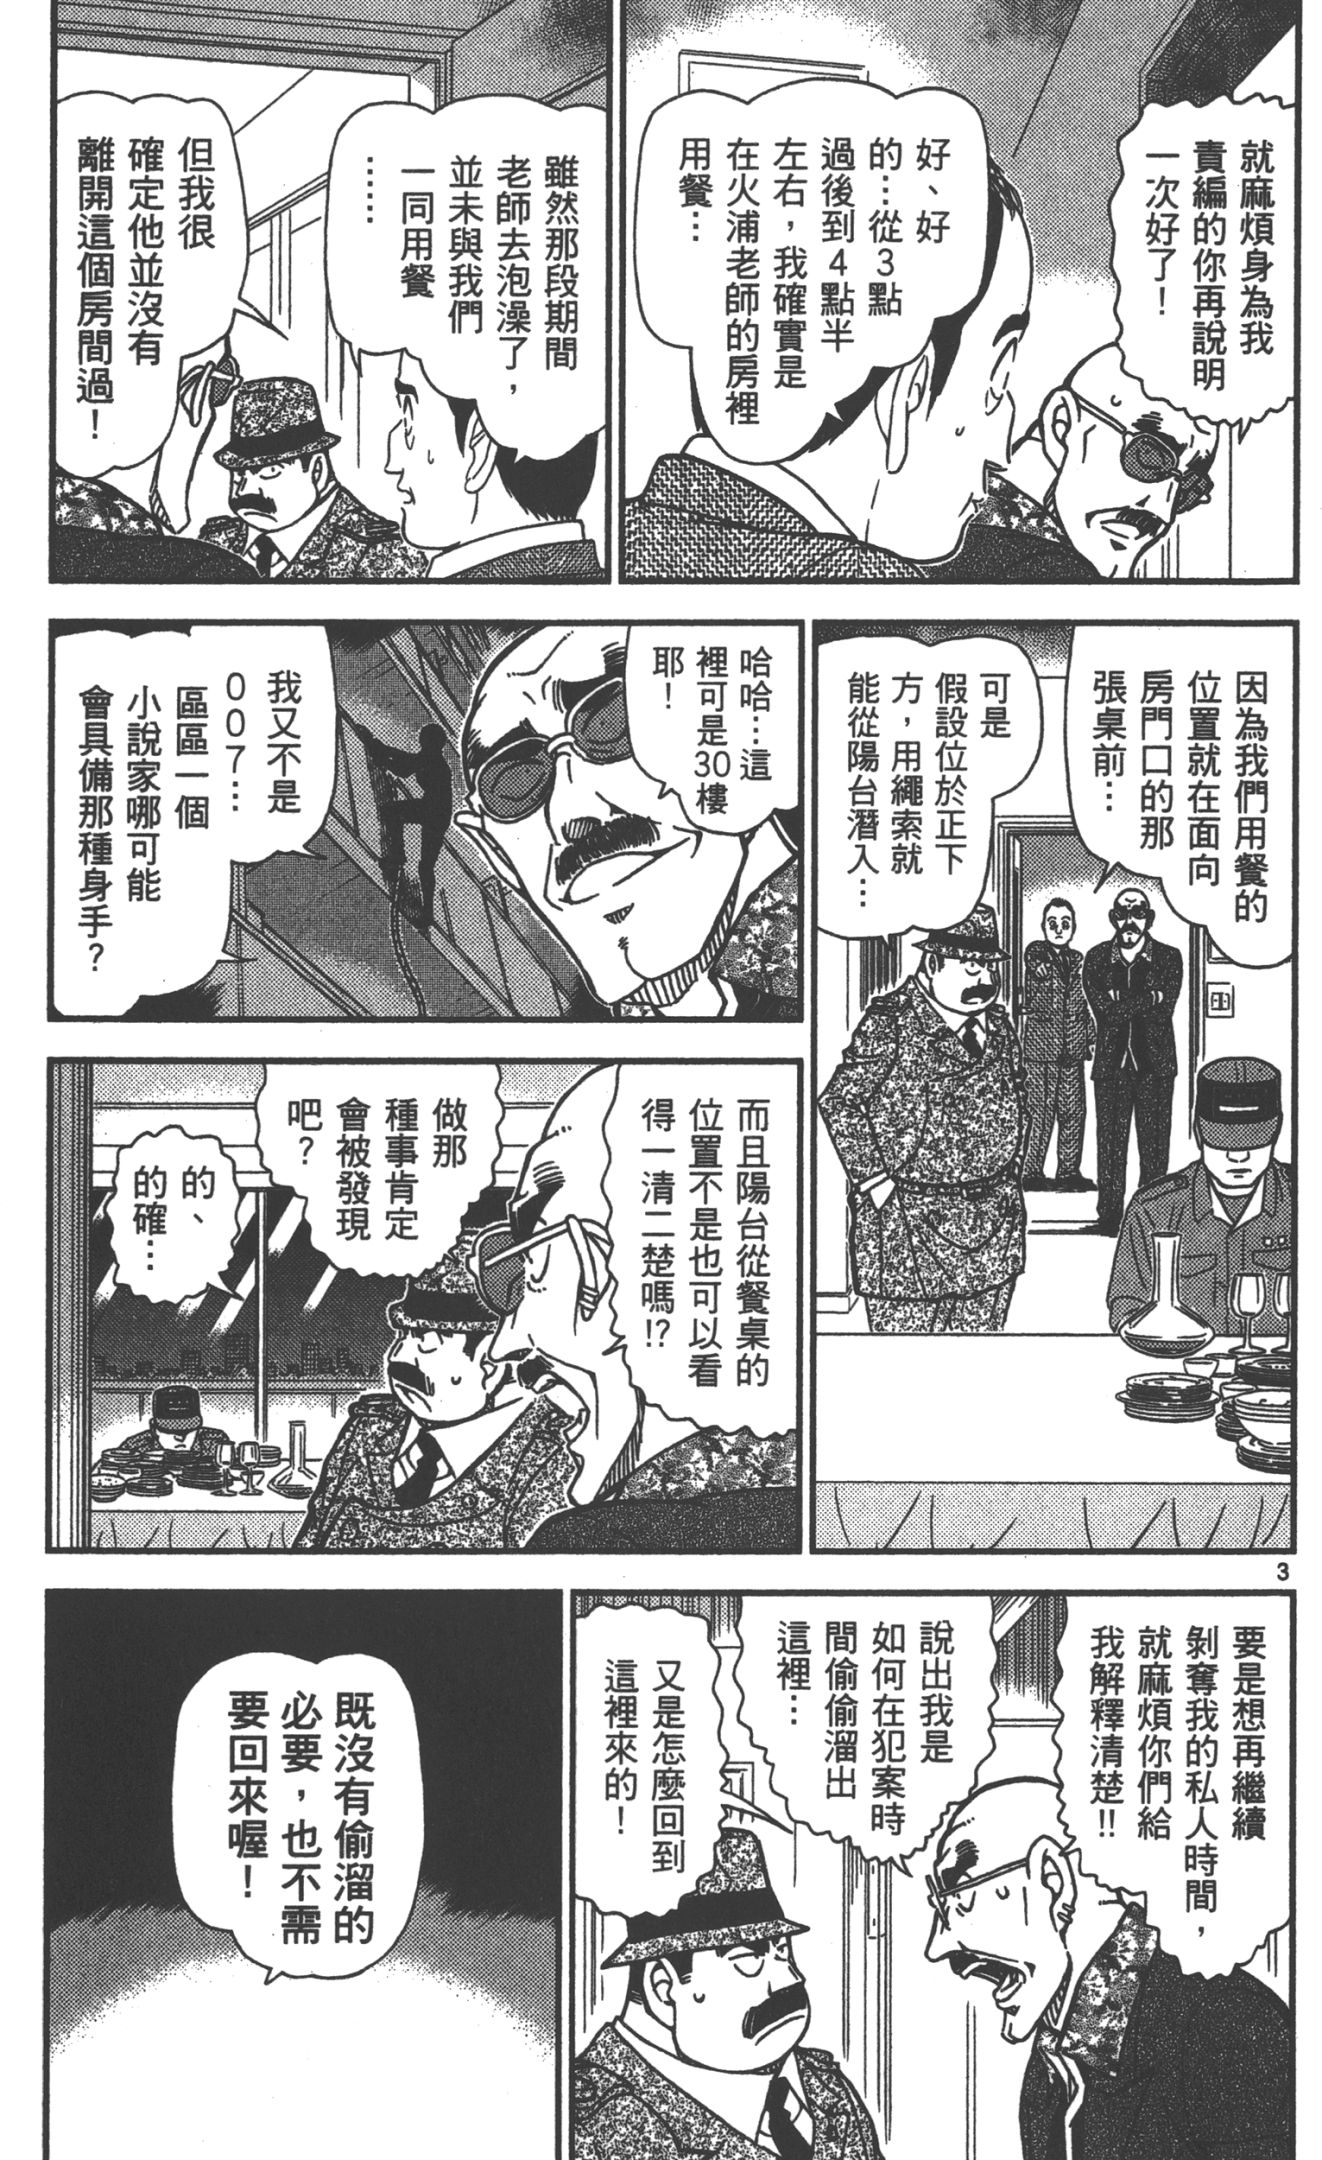 就麻煩身為我
責編的你再說明
一次好了！
好、好
的…從3點
過後到4點半
左右，我確實是
在火浦老師的房裡
用餐…
雖然那段期間
老師去泡澡了，
並未與我們
一同用餐
……
但我很
確定他並沒有
離開這個房間過！
因為我們用餐的
位置就在面向
房門口的那
張桌前…
可是
假設位於正下
方，用繩索就
能從陽台潛入…
哈哈…這
裡可是30樓
耶！
我又不是
007…
區區一個
小說家哪可能
會具備那種身手？
而且陽台從餐桌的
位置不是也可以看
得一清二楚嗎!?
做那
種事肯定
會被發現
吧？
的、
的確…
3
要是想再繼續
剝奪我的私人時間，
就麻煩你們給
我解釋清楚!!
說出我是
如何在犯案時
間偷偷溜出
這裡…
又是怎麼回到
這裡來的！
既沒有偷溜的
必要，也不需
要回來喔！